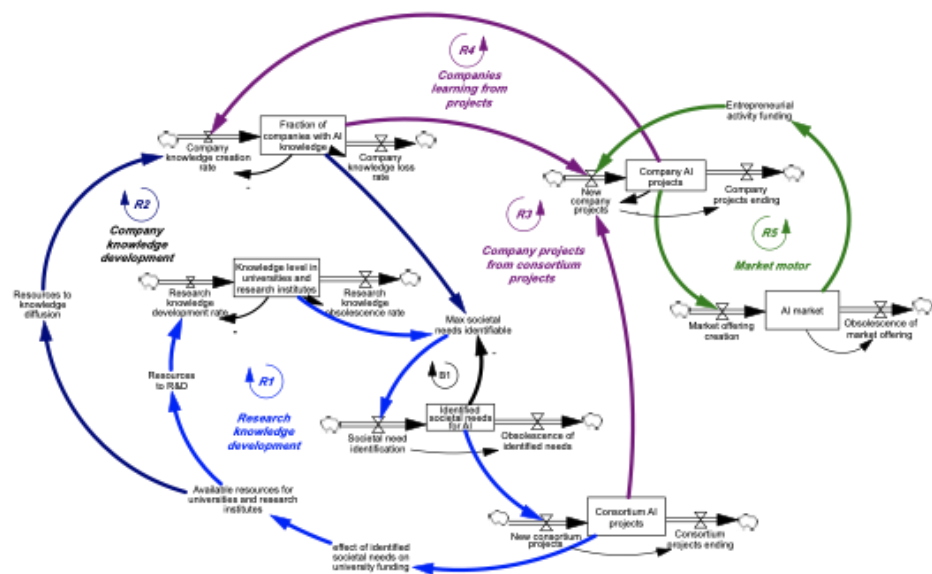 R4
Companies
learning from
projects
Entrepreneurial
activity funding
Fraction of
companies with AI
knowledge
Company
knowledge creation
rate
Company
knowledge loss
rate
-
Company AI
projects
New
company
projects
Company
projects ending
R2
Company
knowledge
development
R3
Company projects
from consortium
projects
R5
Market motor
Knowledge level in
universities and
research institutes
Research
knowledge
development rate
Research
knowledge
obsolescence rate
-
Resources to
knowledge
diffusion
AI market
Market offering
creation
Obsolescence of
market offering
Max societal
needs identifiable
-
B1
Resources
to R&D
R1
Research
knowledge
development
Identified
societal needs
for AI
Societal need
identification
Obsolescence of
identified needs
Available resources for
universities and research
institutes
Consortium AI
projects
New consortium
projects
Consortium
projects ending
effect of identified
societal needs on
university funding